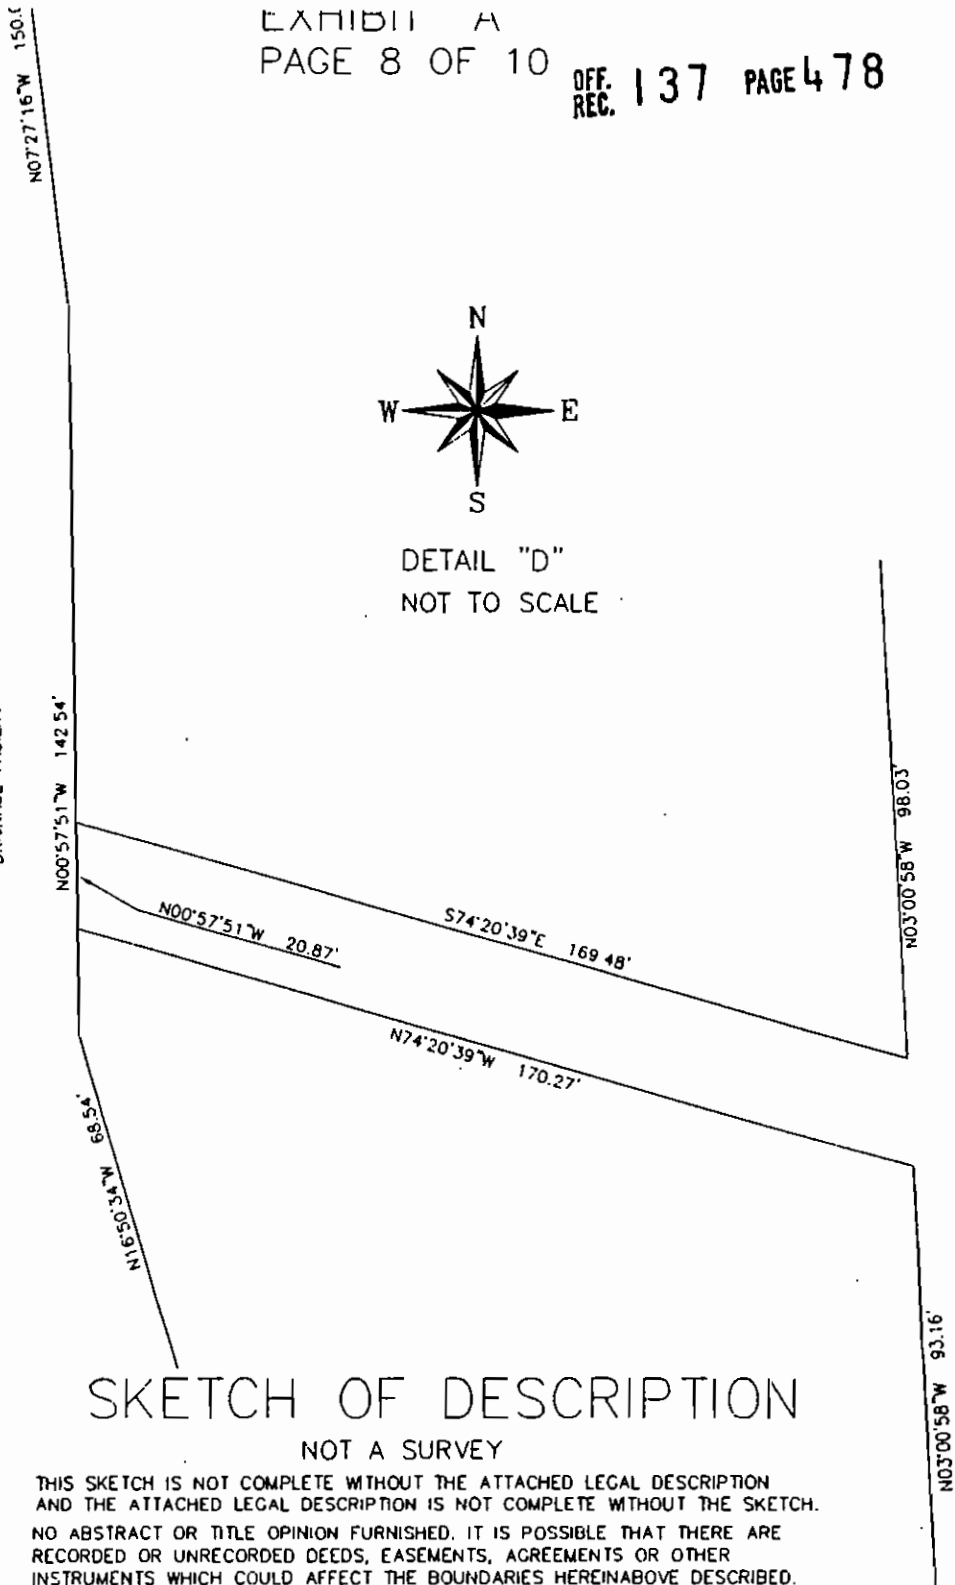 EXHIBIT A
PAGE 8 OF 10
OFF. REC. 137 PAGE 478
N07°27'16"W 150.
N
W E
S
DETAIL "D"
NOT TO SCALE
N00°57'51"W 142.54'
N03°00'58"W 98.03'
N00°57'51"W 20.87'
S74°20'39"E 169.48'
N74°20'39"W 170.27'
N16°50'34"W 68.54'
N03°00'58"W 93.16'
SKETCH OF DESCRIPTION
NOT A SURVEY
THIS SKETCH IS NOT COMPLETE WITHOUT THE ATTACHED LEGAL DESCRIPTION
AND THE ATTACHED LEGAL DESCRIPTION IS NOT COMPLETE WITHOUT THE SKETCH.
NO ABSTRACT OR TITLE OPINION FURNISHED. IT IS POSSIBLE THAT THERE ARE
RECORDED OR UNRECORDED DEEDS, EASEMENTS, AGREEMENTS OR OTHER
INSTRUMENTS WHICH COULD AFFECT THE BOUNDARIES HEREINABOVE DESCRIBED.